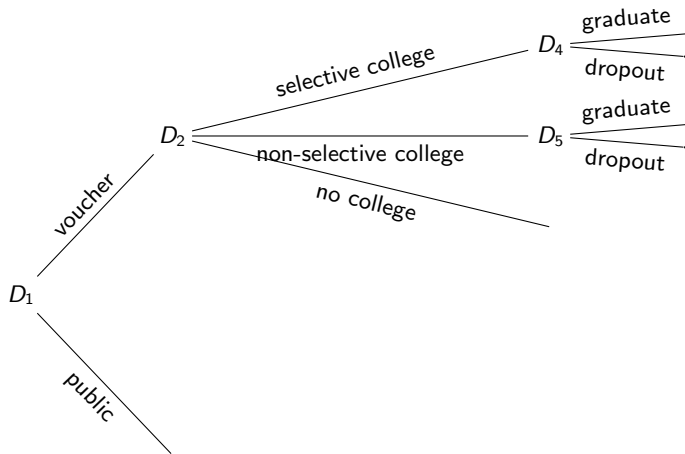 graduate
selective college
D4
dropout
graduate
D2
D5
non-selective college
dropout
voucher
no college
D1
public